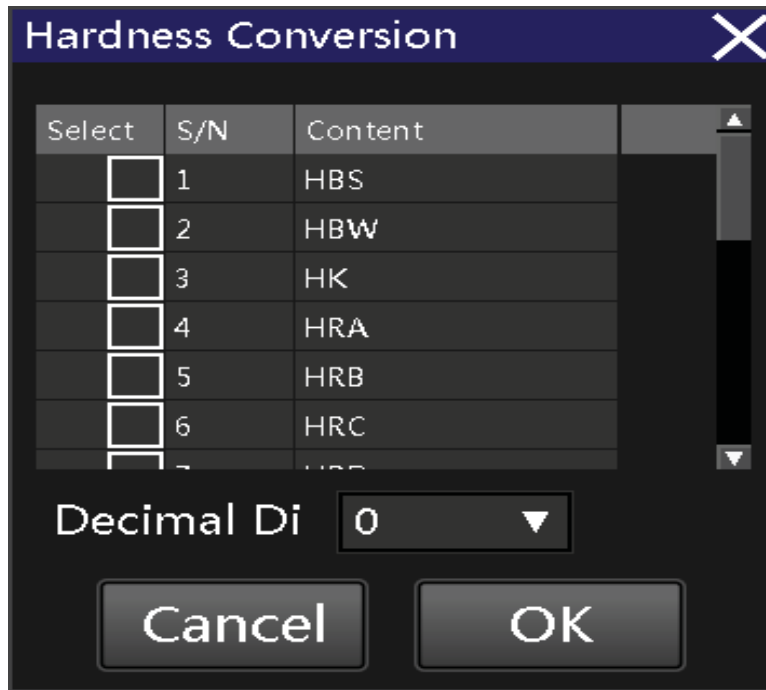 Hardness Conversion
Select S/N Content
1 HBS
2 HBW
3 HK
4 HRA
5 HRB
6 HRC
Decimal Di 0
Cancel OK